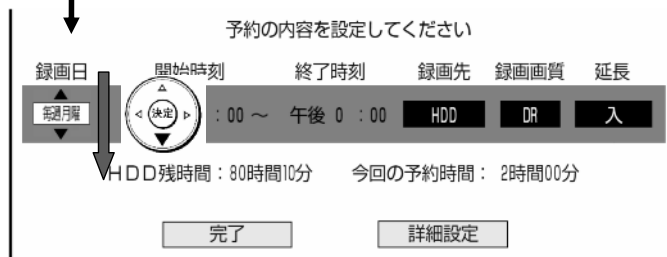 予約の内容を設定してください
録画日 開始時刻 終了時刻 録画先 録画画質 延長
毎週月曜 決定 :00～ 午後 0 :00 HDD DR 入
HDD残時間：80時間10分 今回の予約時間： 2時間00分
完了 詳細設定